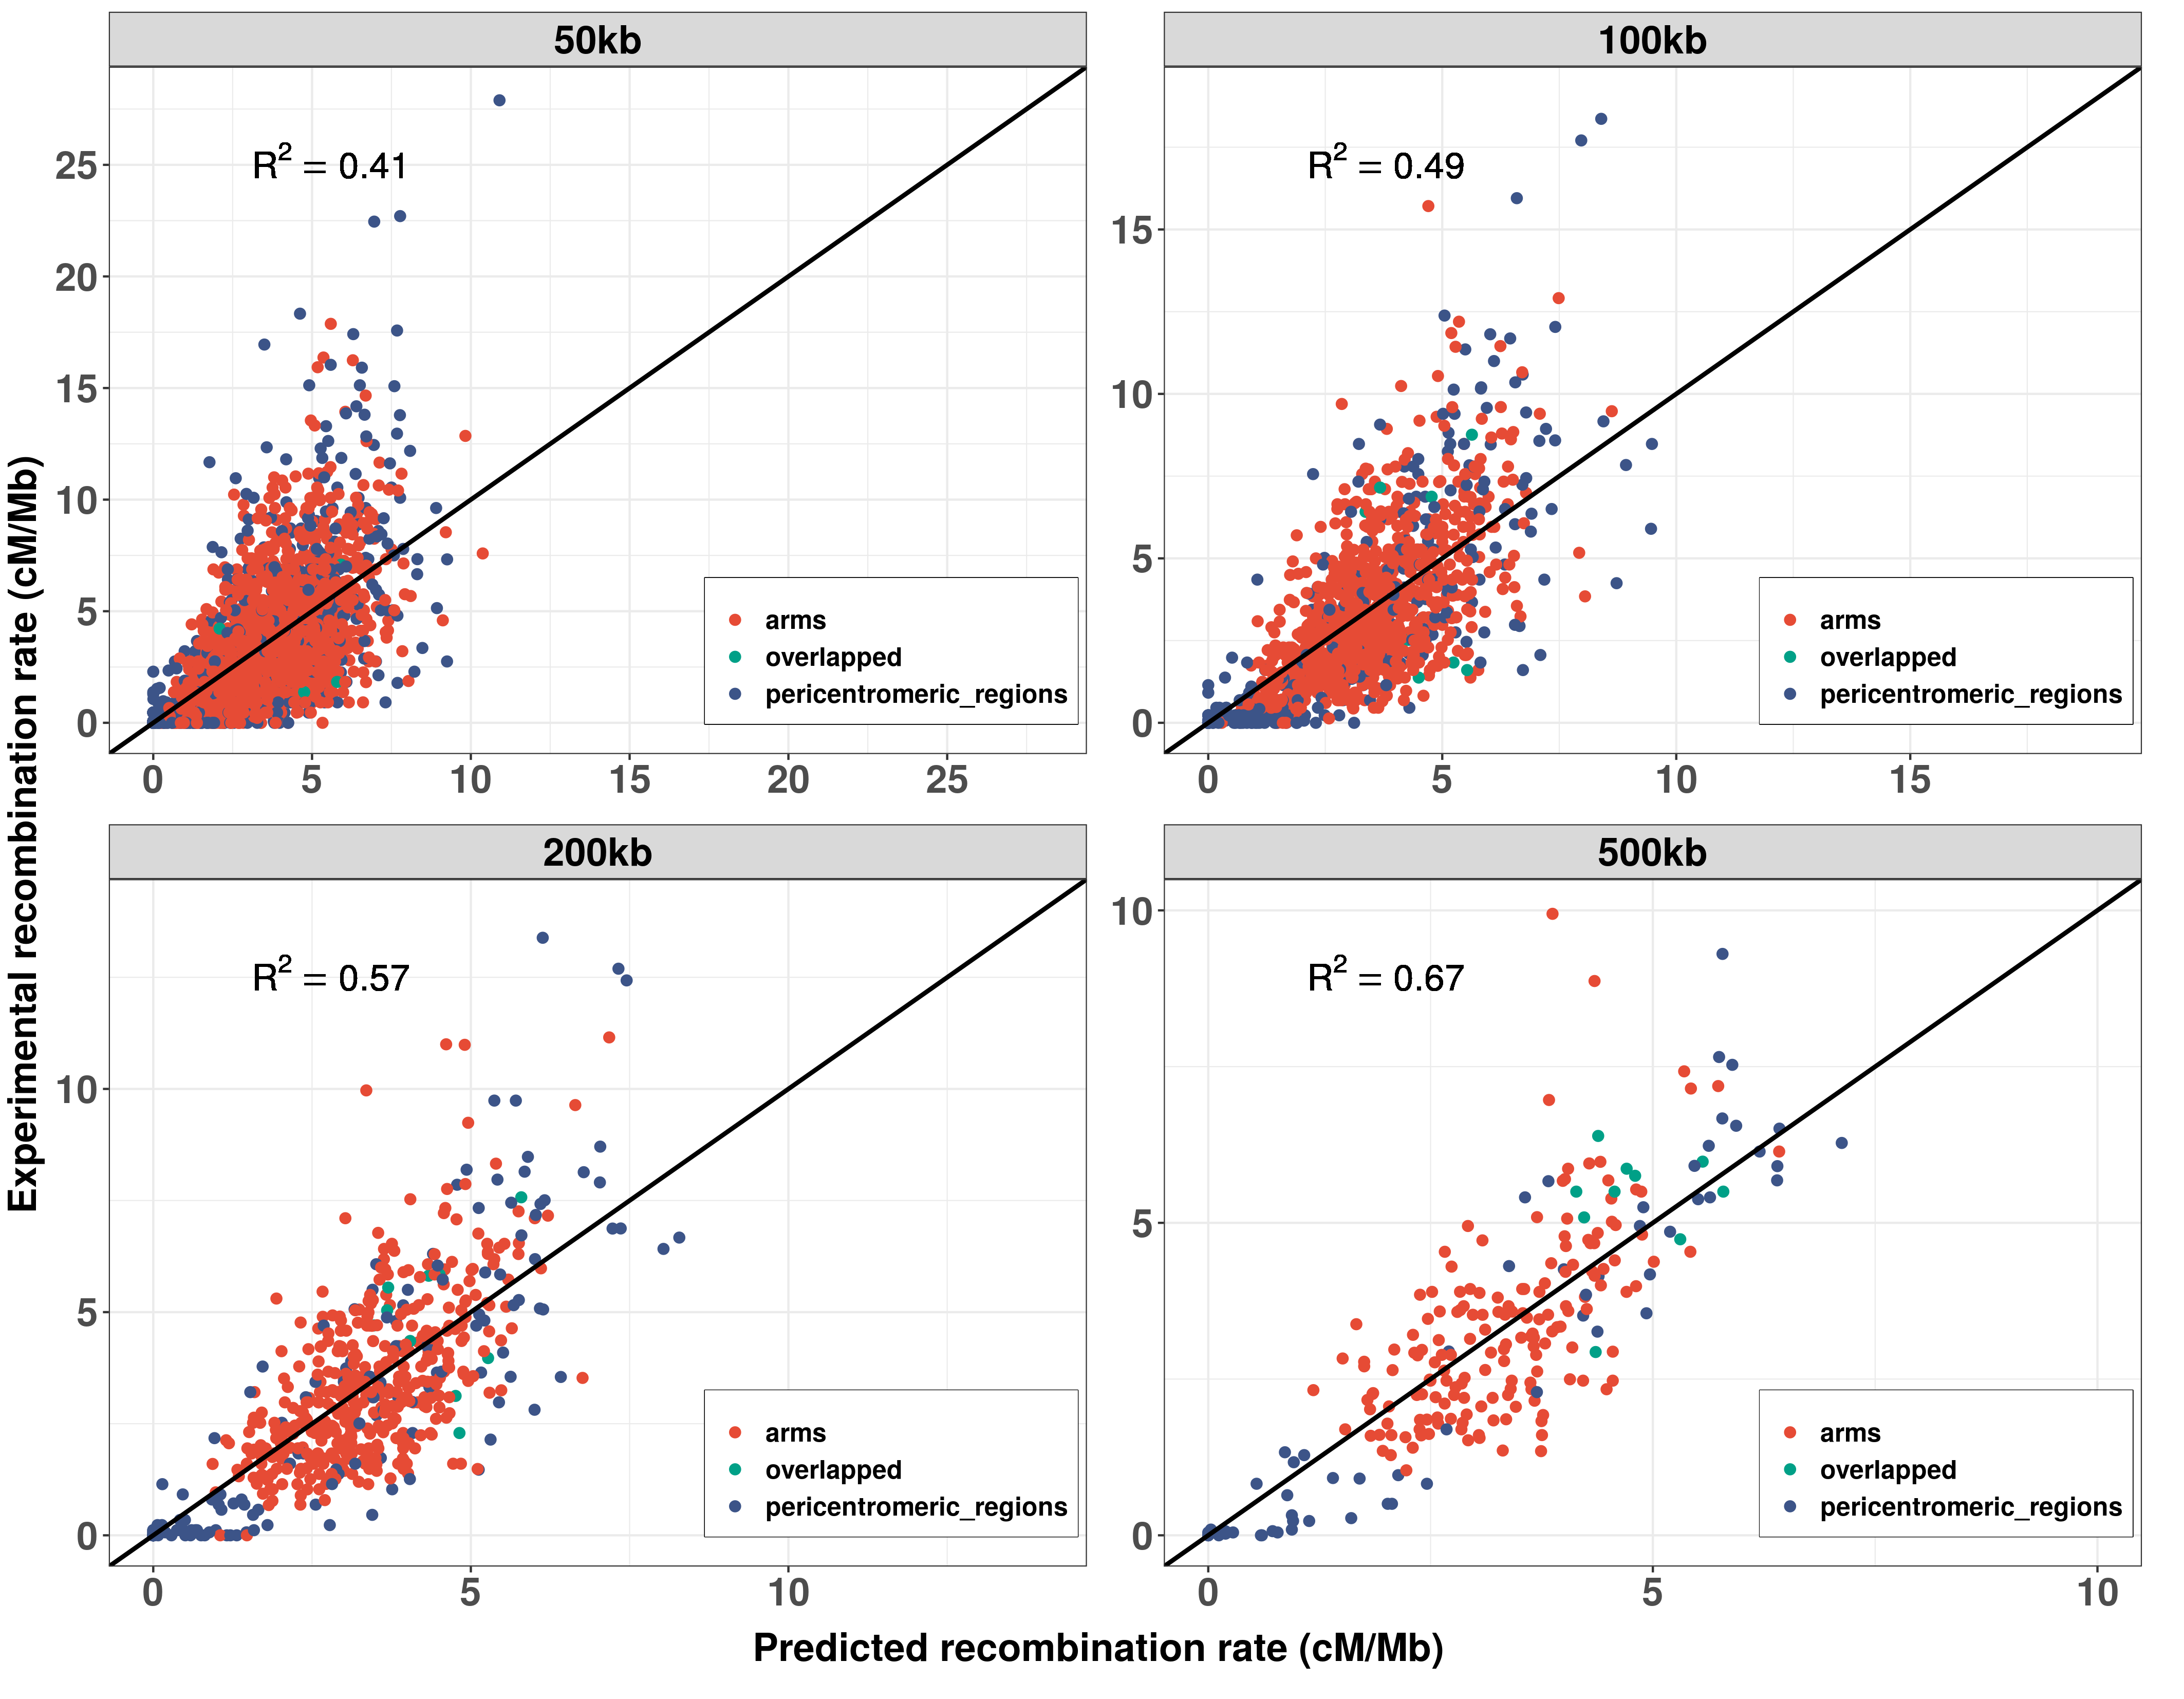 50kb
100kb
R² = 0.41
R² = 0.49
25
20
15
10
5
0
15
10
5
0
arms
overlapped
pericentromeric_regions
arms
overlapped
pericentromeric_regions
0 5 10 15 20 25
0 5 10 15
Experimental recombination rate (cM/Mb)
200kb
500kb
R² = 0.57
R² = 0.67
10
5
0
10
5
0
arms
overlapped
pericentromeric_regions
arms
overlapped
pericentromeric_regions
0 5 10
0 5 10
Predicted recombination rate (cM/Mb)